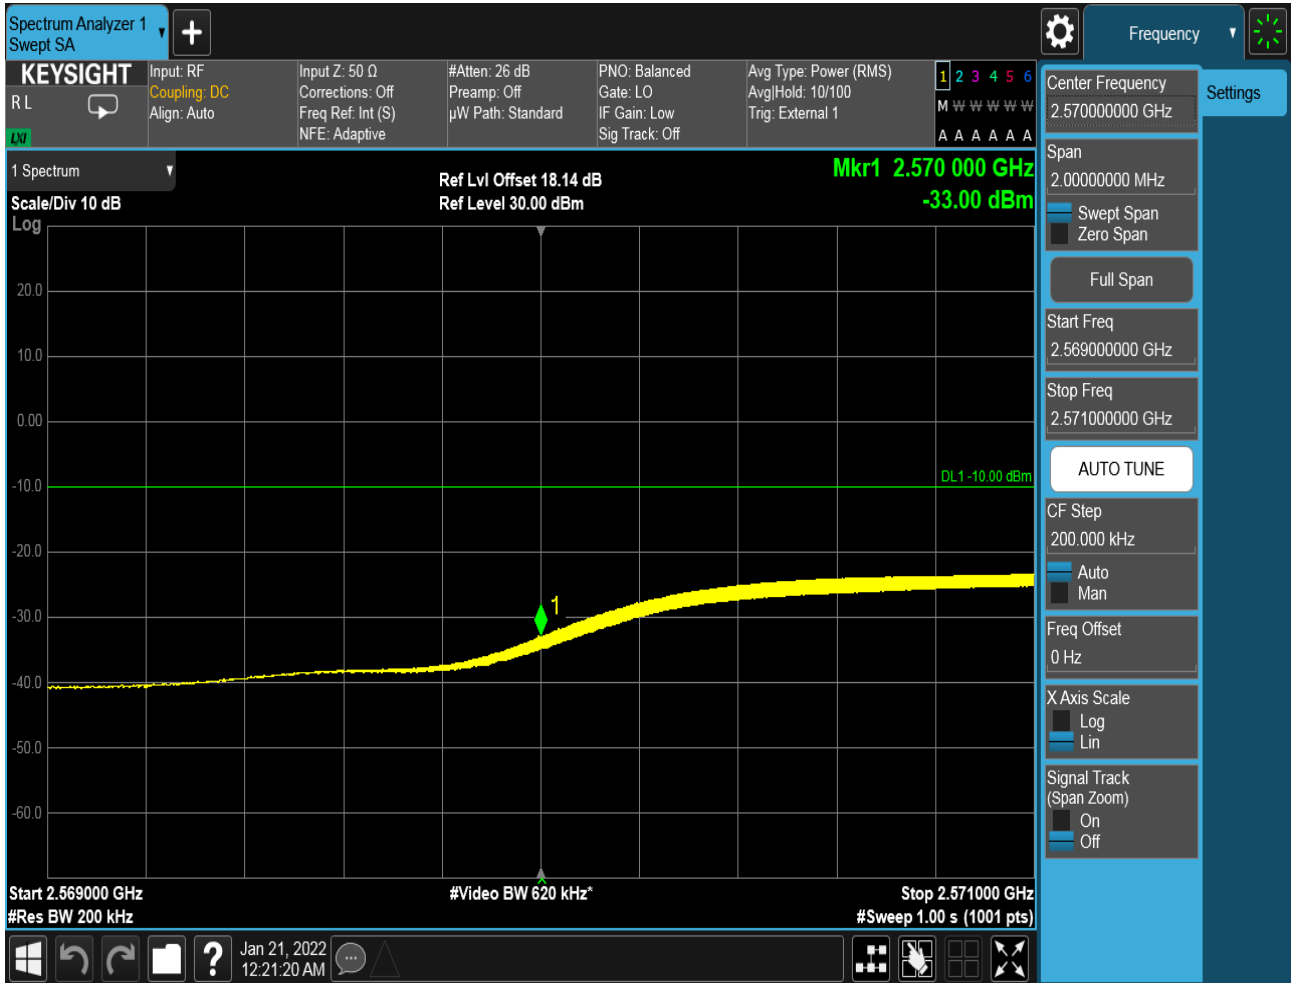 Spectrum Analyzer 1
Swept SA
Frequency
KEYSIGHT
R L
LXI
Input: RF
Coupling: DC
Align: Auto
Input Z: 50 Ω
Corrections: Off
Freq Ref: Int (S)
NFE: Adaptive
#Atten: 26 dB
Preamp: Off
µW Path: Standard
PNO: Balanced
Gate: LO
IF Gain: Low
Sig Track: Off
Avg Type: Power (RMS)
Avg|Hold: 10/100
Trig: External 1
1 2 3 4 5 6
M W W W W W
A A A A A A
1 Spectrum
Scale/Div 10 dB
Log
Ref Lvl Offset 18.14 dB
Ref Level 30.00 dBm
Mkr1 2.570 000 GHz
-33.00 dBm
20.0
10.0
0.00
-10.0
-20.0
-30.0
-40.0
-50.0
-60.0
DL1 -10.00 dBm
1
Start 2.569000 GHz
#Res BW 200 kHz
#Video BW 620 kHz*
Stop 2.571000 GHz
#Sweep 1.00 s (1001 pts)
Jan 21, 2022
12:21:20 AM
?
Center Frequency
2.570000000 GHz
Settings
Span
2.00000000 MHz
Swept Span
Zero Span
Full Span
Start Freq
2.569000000 GHz
Stop Freq
2.571000000 GHz
AUTO TUNE
CF Step
200.000 kHz
Auto
Man
Freq Offset
0 Hz
X Axis Scale
Log
Lin
Signal Track
(Span Zoom)
On
Off